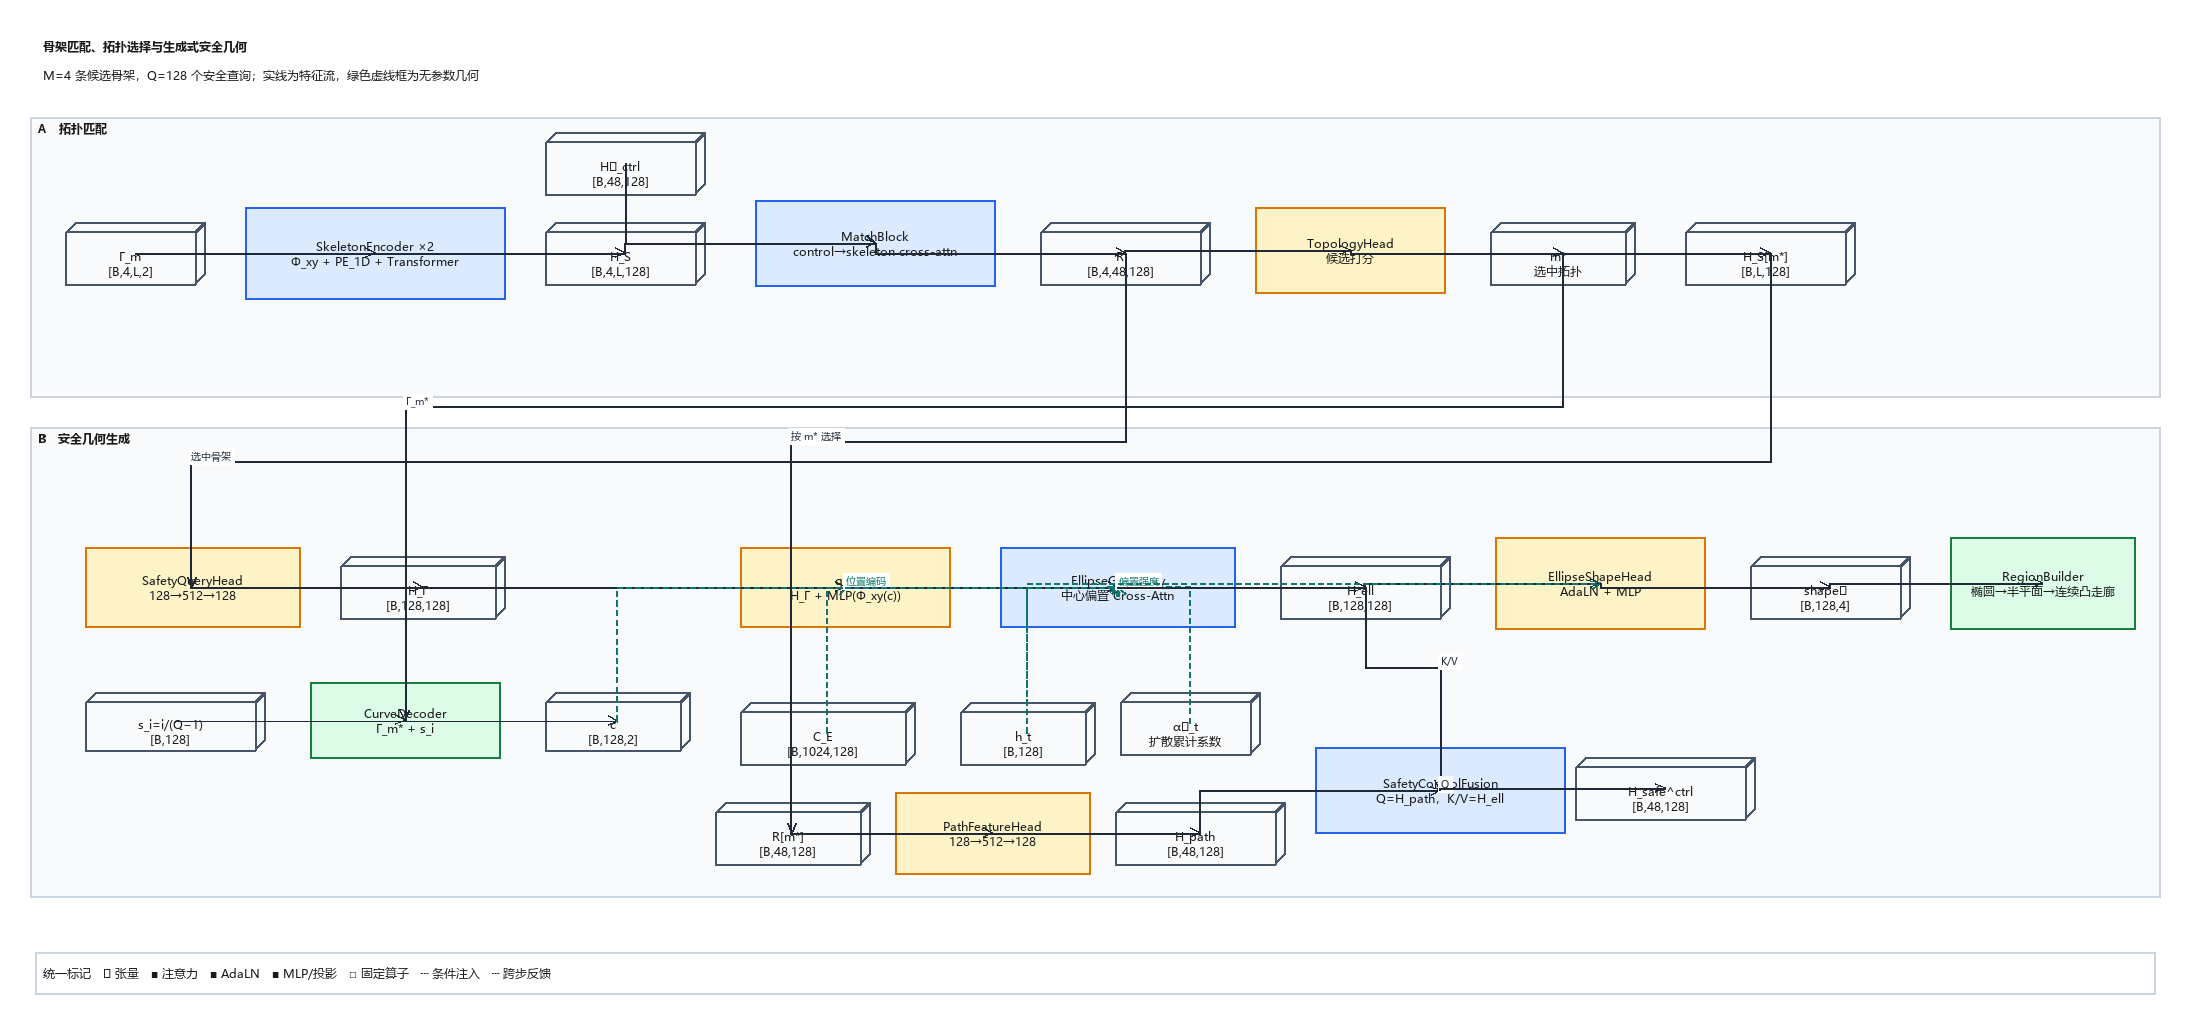 骨架匹配、拓扑选择与生成式安全几何
M=4 条候选骨架，Q=128 个安全查询；实线为特征流，绿色虚线框为无参数几何
A 拓扑匹配
H□_ctrl
[B,48,128]
Γ_m
[B,4,L,2]
SkeletonEncoder ×2
Φ_xy + PE_1D + Transformer
H_S
[B,4,L,128]
MatchBlock
control→skeleton cross-attn
R
[B,4,48,128]
TopologyHead
候选打分
选中拓扑
H_S[m*]
[B,L,128]
Γ_m*
B 安全几何生成
按 m* 选择
选中骨架
SafetyQueryHead
128→512→128
H_Γ
[B,128,128]
位置编码
H_Γ + MLP(Φ_xy(c))
偏置强度
中心偏置 Cross-Attn
H_ell
[B,128,128]
EllipseShapeHead
AdaLN + MLP
shape□
[B,128,4]
RegionBuilder
椭圆→半平面→连续凸走廊
K/V
s_i=i/(Q−1)
[B,128]
CurveDecoder
Γ_m* + s_i
c
[B,128,2]
C_E
[B,1024,128]
h_t
[B,128]
α□_t
扩散累计系数
Q
SafetyControlFusion
Q=H_path, K/V=H_ell
H_safe^ctrl
[B,48,128]
R[m*]
[B,48,128]
PathFeatureHead
128→512→128
H_path
[B,48,128]
统一标记 □ 张量 ▪ 注意力 ▪ AdaLN ▪ MLP/投影 □ 固定算子 ┄ 条件注入 ┄ 跨步反馈